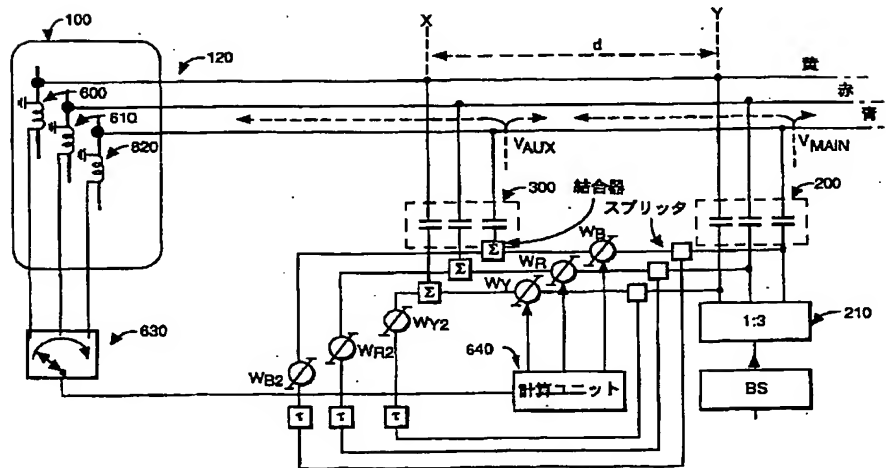 100
X
Y
d
120
黄
赤
青
600
610
620
VAUX
VMAIN
300
結合器
スプリッタ
200
WB
WR
WY
Σ
Σ
Σ
WY2
WR2
WB2
630
640
計算ユニット
1:3
210
BS
τ
τ
τ